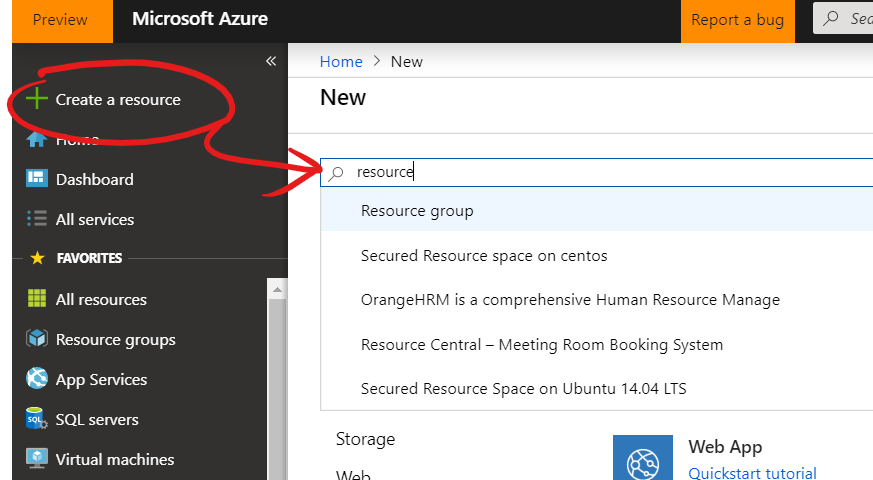 Preview
Microsoft Azure
Report a bug
Sea
Create a resource
Home
Dashboard
All services
FAVORITES
All resources
Resource groups
App Services
SQL servers
Virtual machines
Home > New
New
resource
Resource group
Secured Resource space on centos
OrangeHRM is a comprehensive Human Resource Manage
Resource Central – Meeting Room Booking System
Secured Resource Space on Ubuntu 14.04 LTS
Storage
Web
Web App
Quickstart tutorial